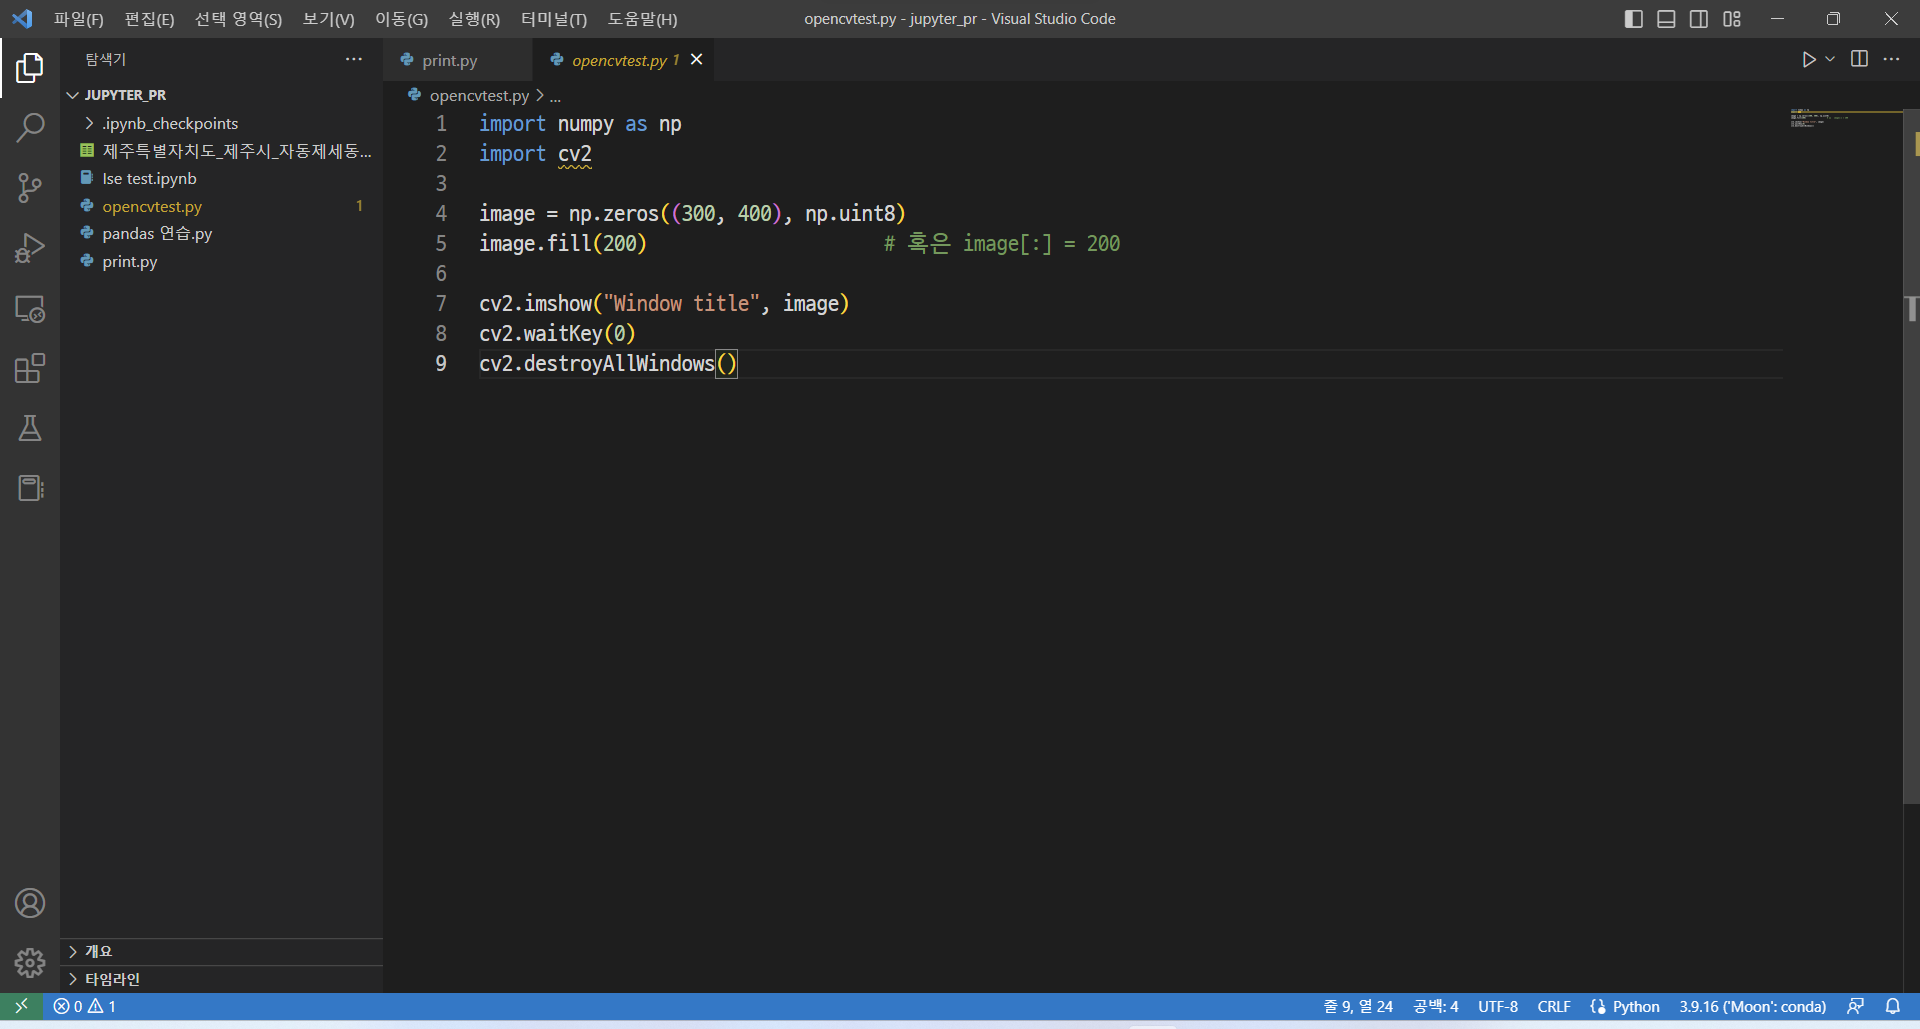 파일(F) 편집(E) 선택 영역(S) 보기(V) 이동(G) 실행(R) 터미널(T) 도움말(H) opencvtest.py - jupyter_pr - Visual Studio Code
탐색기 ···
JUPYTER_PR
.ipynb_checkpoints
제주특별자치도_제주시_자동제세동...
lse test.ipynb
opencvtest.py 1
pandas 연습.py
print.py
개요
타임라인
print.py opencvtest.py 1
opencvtest.py > ...
1 import numpy as np
2 import cv2
3
4 image = np.zeros((300, 400), np.uint8)
5 image.fill(200) # 혹은 image[:] = 200
6
7 cv2.imshow("Window title", image)
8 cv2.waitKey(0)
9 cv2.destroyAllWindows()
0 1 줄 9, 열 24 공백: 4 UTF-8 CRLF Python 3.9.16 ('Moon': conda)